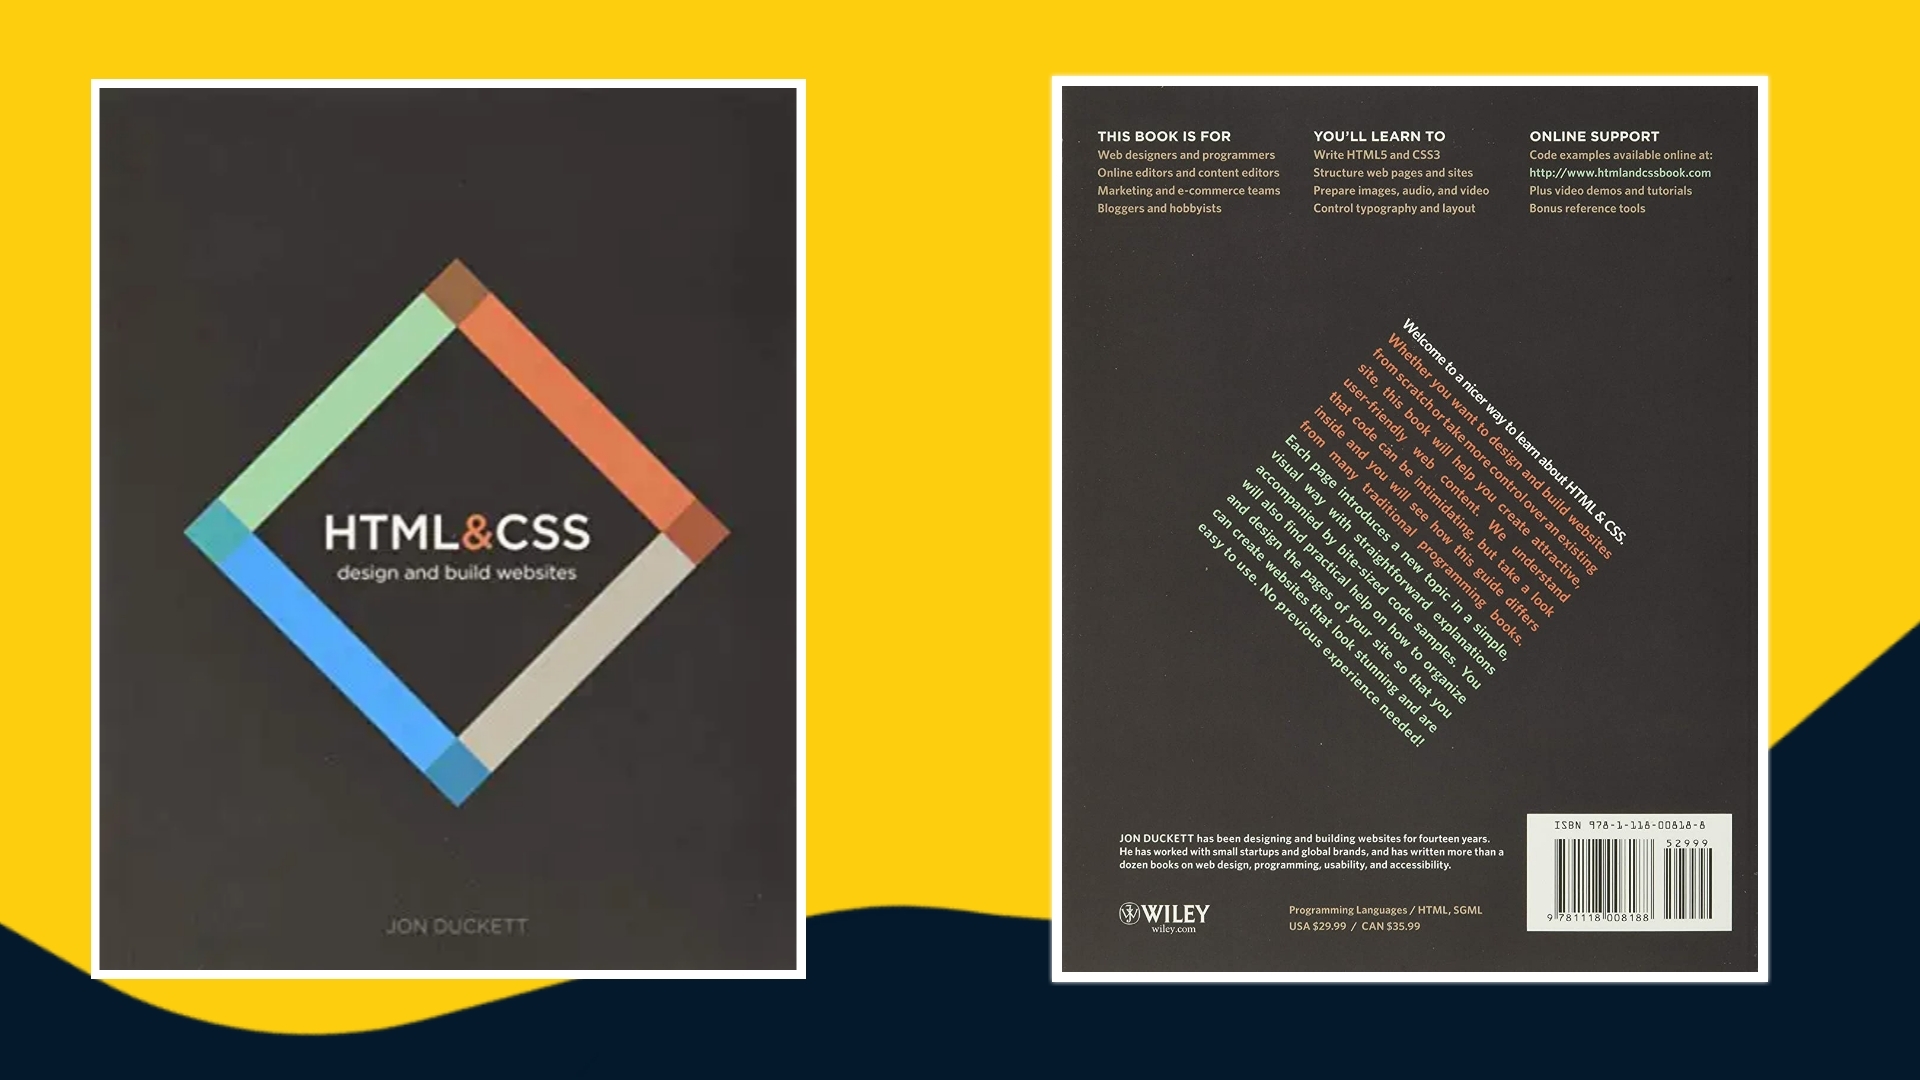 HTML&CSS
design and build websites
JON DUCKETT
THIS BOOK IS FOR
Web designers and programmers
Online editors and content editors
Marketing and e-commerce teams
Bloggers and hobbyists
YOU'LL LEARN TO
Write HTML5 and CSS3
Structure web pages and sites
Prepare images, audio, and video
Control typography and layout
ONLINE SUPPORT
Code examples available online at:
http://www.htmlandcssbook.com
Plus video demos and tutorials
Bonus reference tools
Welcome to a nicer way to learn about HTML & CSS.
Whether you want to design and build websites
from scratch or take more control over an existing
site, this book will help you create attractive,
user-friendly web content. We understand
that code can be intimidating, but take a look
inside and you will see how this guide differs
from many traditional programming books.
Each page introduces a new topic in a simple,
visual way with straightforward explanations
accompanied by bite-sized code samples. You
will also find practical help on how to organize
and design the pages of your site so that you
can create websites that look stunning and are
easy to use. No previous experience needed!
JON DUCKETT has been designing and building websites for fourteen years.
He has worked with small startups and global brands, and has written more than a
dozen books on web design, programming, usability, and accessibility.
WILEY
wiley.com
Programming Languages / HTML, SGML
USA $29.99 / CAN $35.99
ISBN 978-1-118-00818-8
52999
9 781118 008188